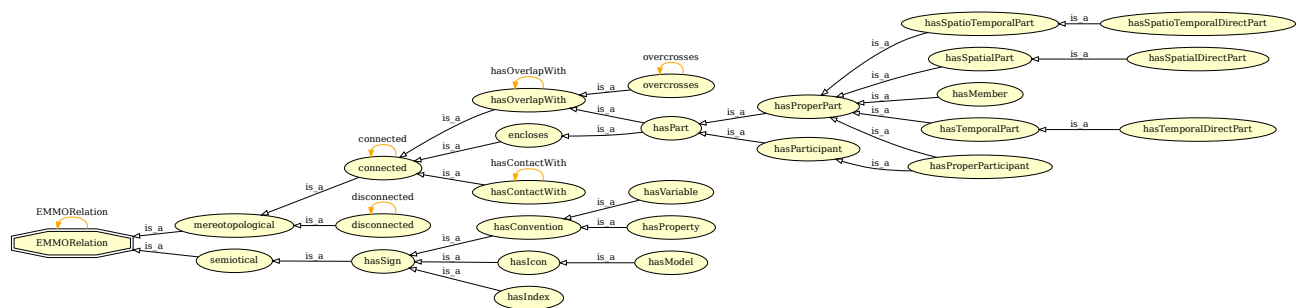 hasSpatioTemporalPart
is_a
hasSpatioTemporalDirectPart
is_a
overcrosses
hasSpatialPart
is_a
hasSpatialDirectPart
hasOverlapWith
overcrosses
is_a
hasOverlapWith
is_a
hasMember
is_a
hasProperPart
is_a
is_a
is_a
is_a
hasPart
hasTemporalPart
is_a
hasTemporalDirectPart
connected
encloses
is_a
is_a
is_a
hasParticipant
is_a
hasContactWith
is_a
hasProperParticipant
connected
is_a
hasContactWith
hasVariable
is_a
disconnected
is_a
EMMORelation
mereotopological
is_a
disconnected
hasConvention
is_a
hasProperty
is_a
is_a
EMMORelation
is_a
semiotical
is_a
hasSign
is_a
hasIcon
is_a
hasModel
is_a
hasIndex